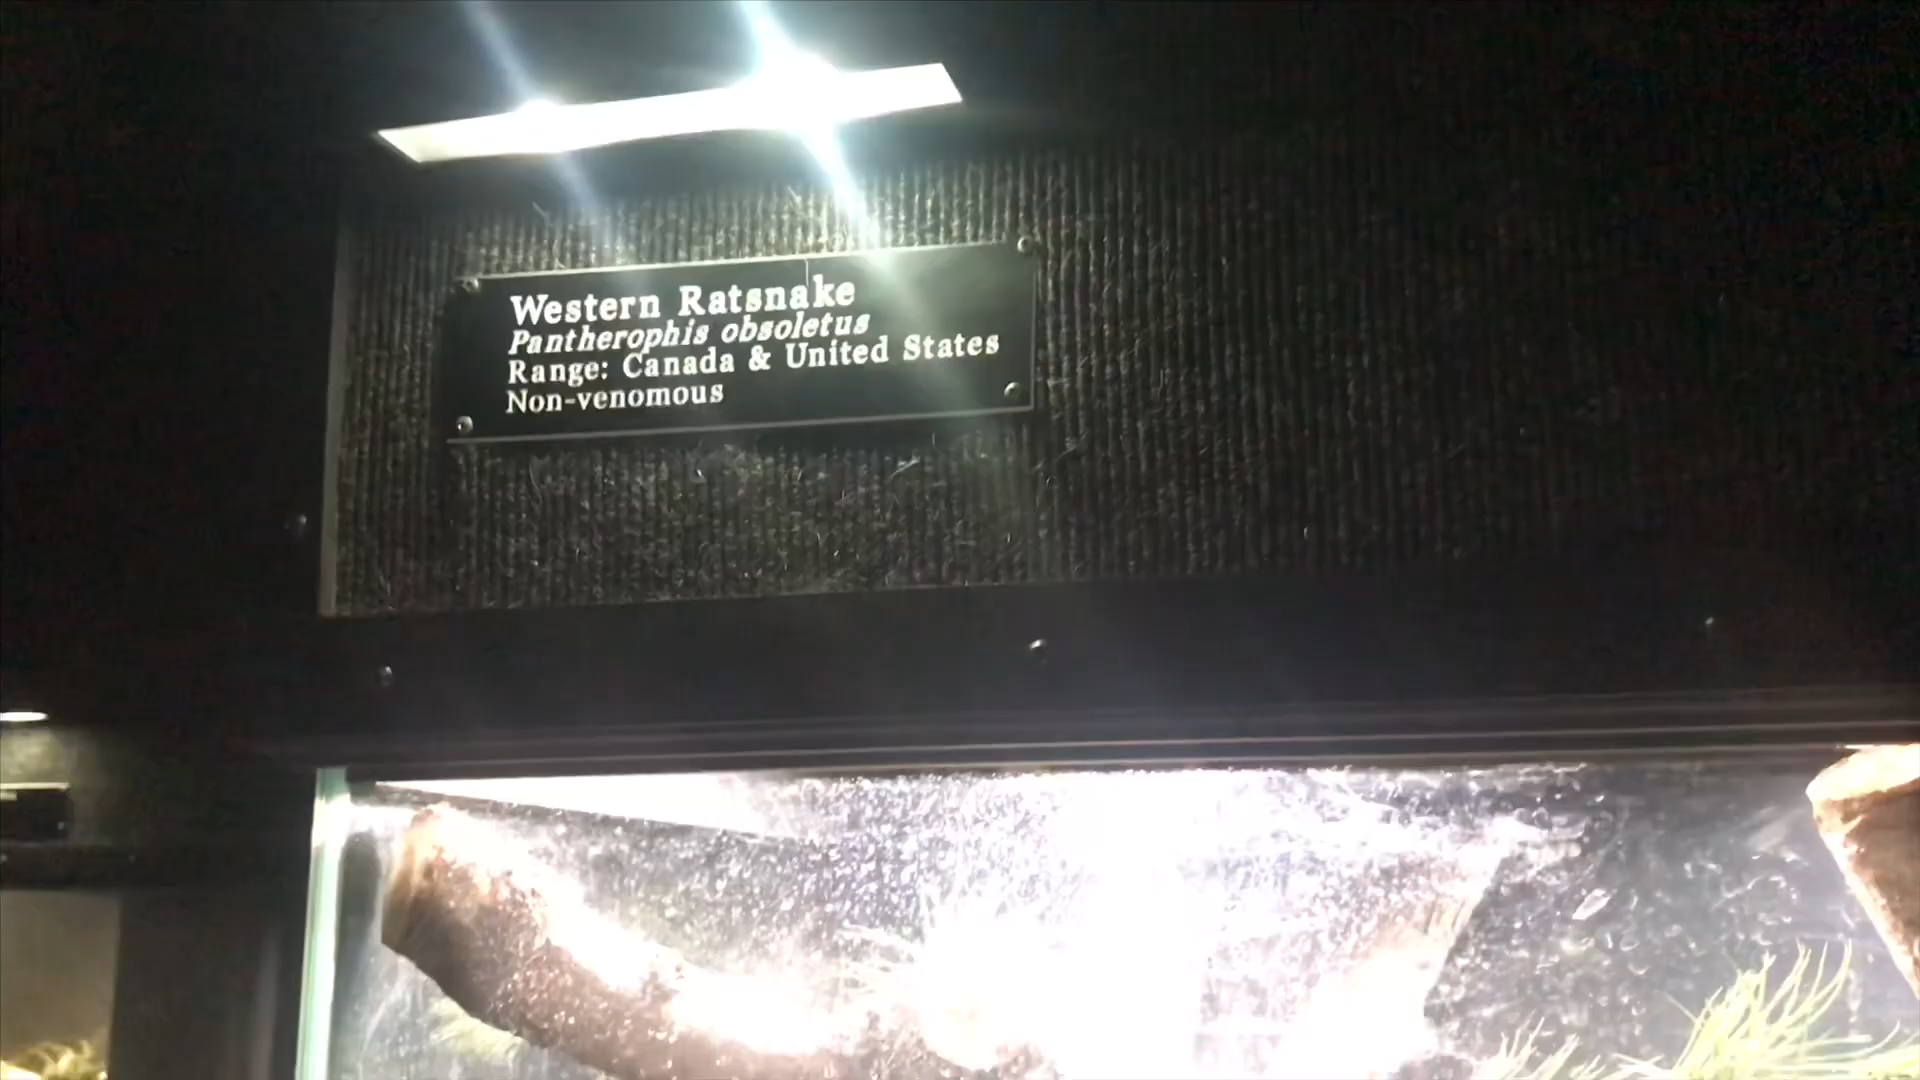 Western Ratsnake
Pantherophis obsoletus
Range: Canada & United States
Non-venomous